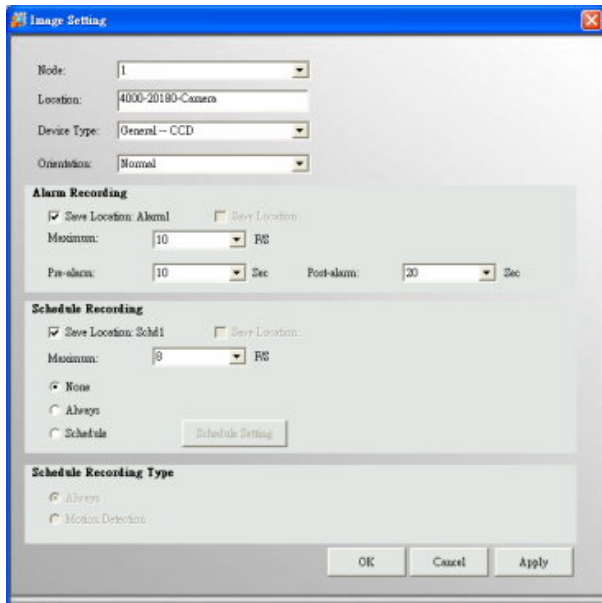 Image Setting
Node: 1
Location: 4000-20180-Camera
Device Type: General -- CCD
Orientation: Normal
Alarm Recording
Save Location: Alarm1 Save Location:
Maximum: 10 F/S
Pre-alarm: 10 Sec Post-alarm: 20 Sec
Schedule Recording
Save Location: Schd1 Save Location:
Maximum: 8 F/S
None
Always
Schedule Schedule Setting
Schedule Recording Type
Always
Motion Detection
OK Cancel Apply